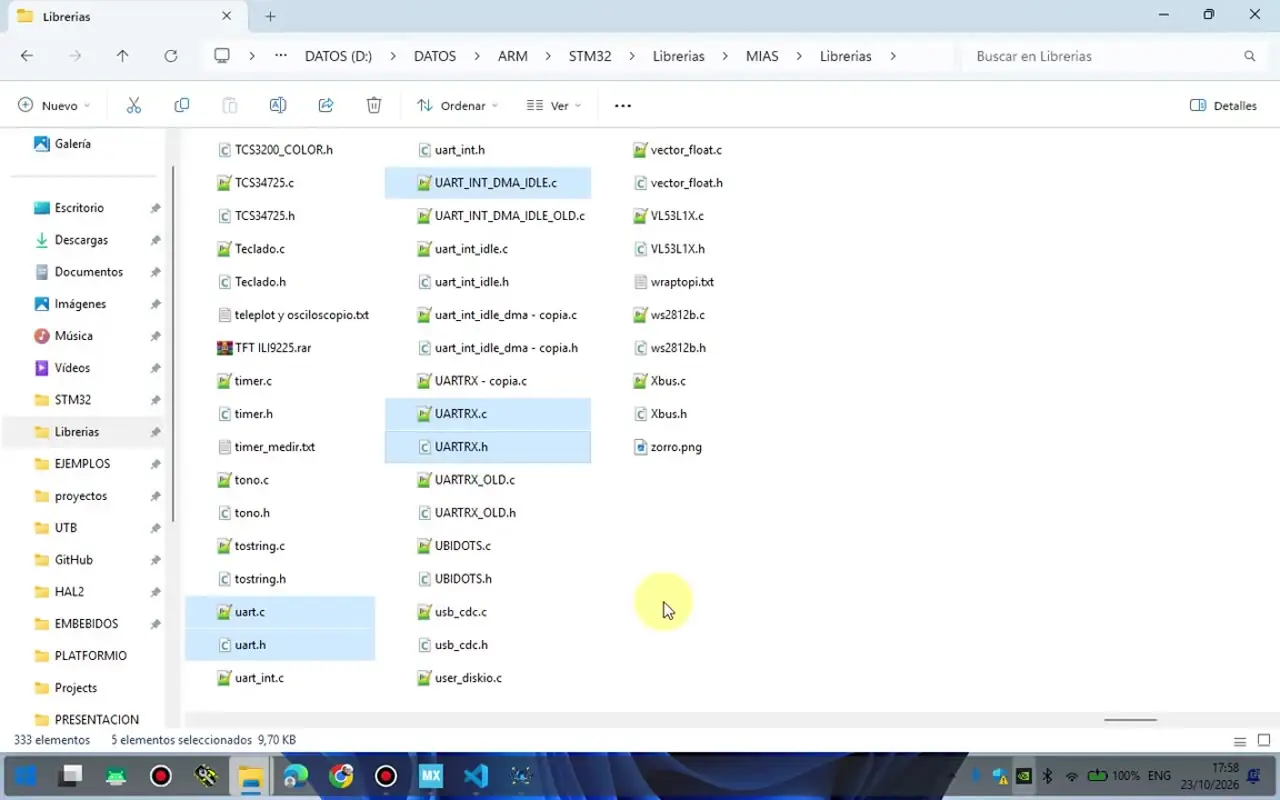 Librerias
DATOS (D:) DATOS ARM STM32 Librerias MIAS Librerias
Buscar en Librerias
Nuevo
Ordenar
Ver
Detalles
Galería
Escritorio
Descargas
Documentos
Imágenes
Música
Vídeos
STM32
Librerias
EJEMPLOS
proyectos
UTB
GitHub
HAL2
EMBEBIDOS
PLATFORMIO
Projects
PRESENTACION
TCS3200_COLOR.h
TCS34725.c
TCS34725.h
Teclado.c
Teclado.h
teleplot y osciloscopio.txt
TFT ILI9225.rar
timer.c
timer.h
timer_medir.txt
tono.c
tono.h
tostring.c
tostring.h
uart.c
uart.h
uart_int.c
uart_int.h
UART_INT_DMA_IDLE.c
UART_INT_DMA_IDLE_OLD.c
uart_int_idle.c
uart_int_idle.h
uart_int_idle_dma - copia.c
uart_int_idle_dma - copia.h
UARTRX - copia.c
UARTRX.c
UARTRX.h
UARTRX_OLD.c
UARTRX_OLD.h
UBIDOTS.c
UBIDOTS.h
usb_cdc.c
usb_cdc.h
user_diskio.c
vector_float.c
vector_float.h
VL53L1X.c
VL53L1X.h
wraptopi.txt
ws2812b.c
ws2812b.h
Xbus.c
Xbus.h
zorro.png
333 elementos 5 elementos seleccionados 9,70 KB
MX
100% ENG
17:58
23/10/2026